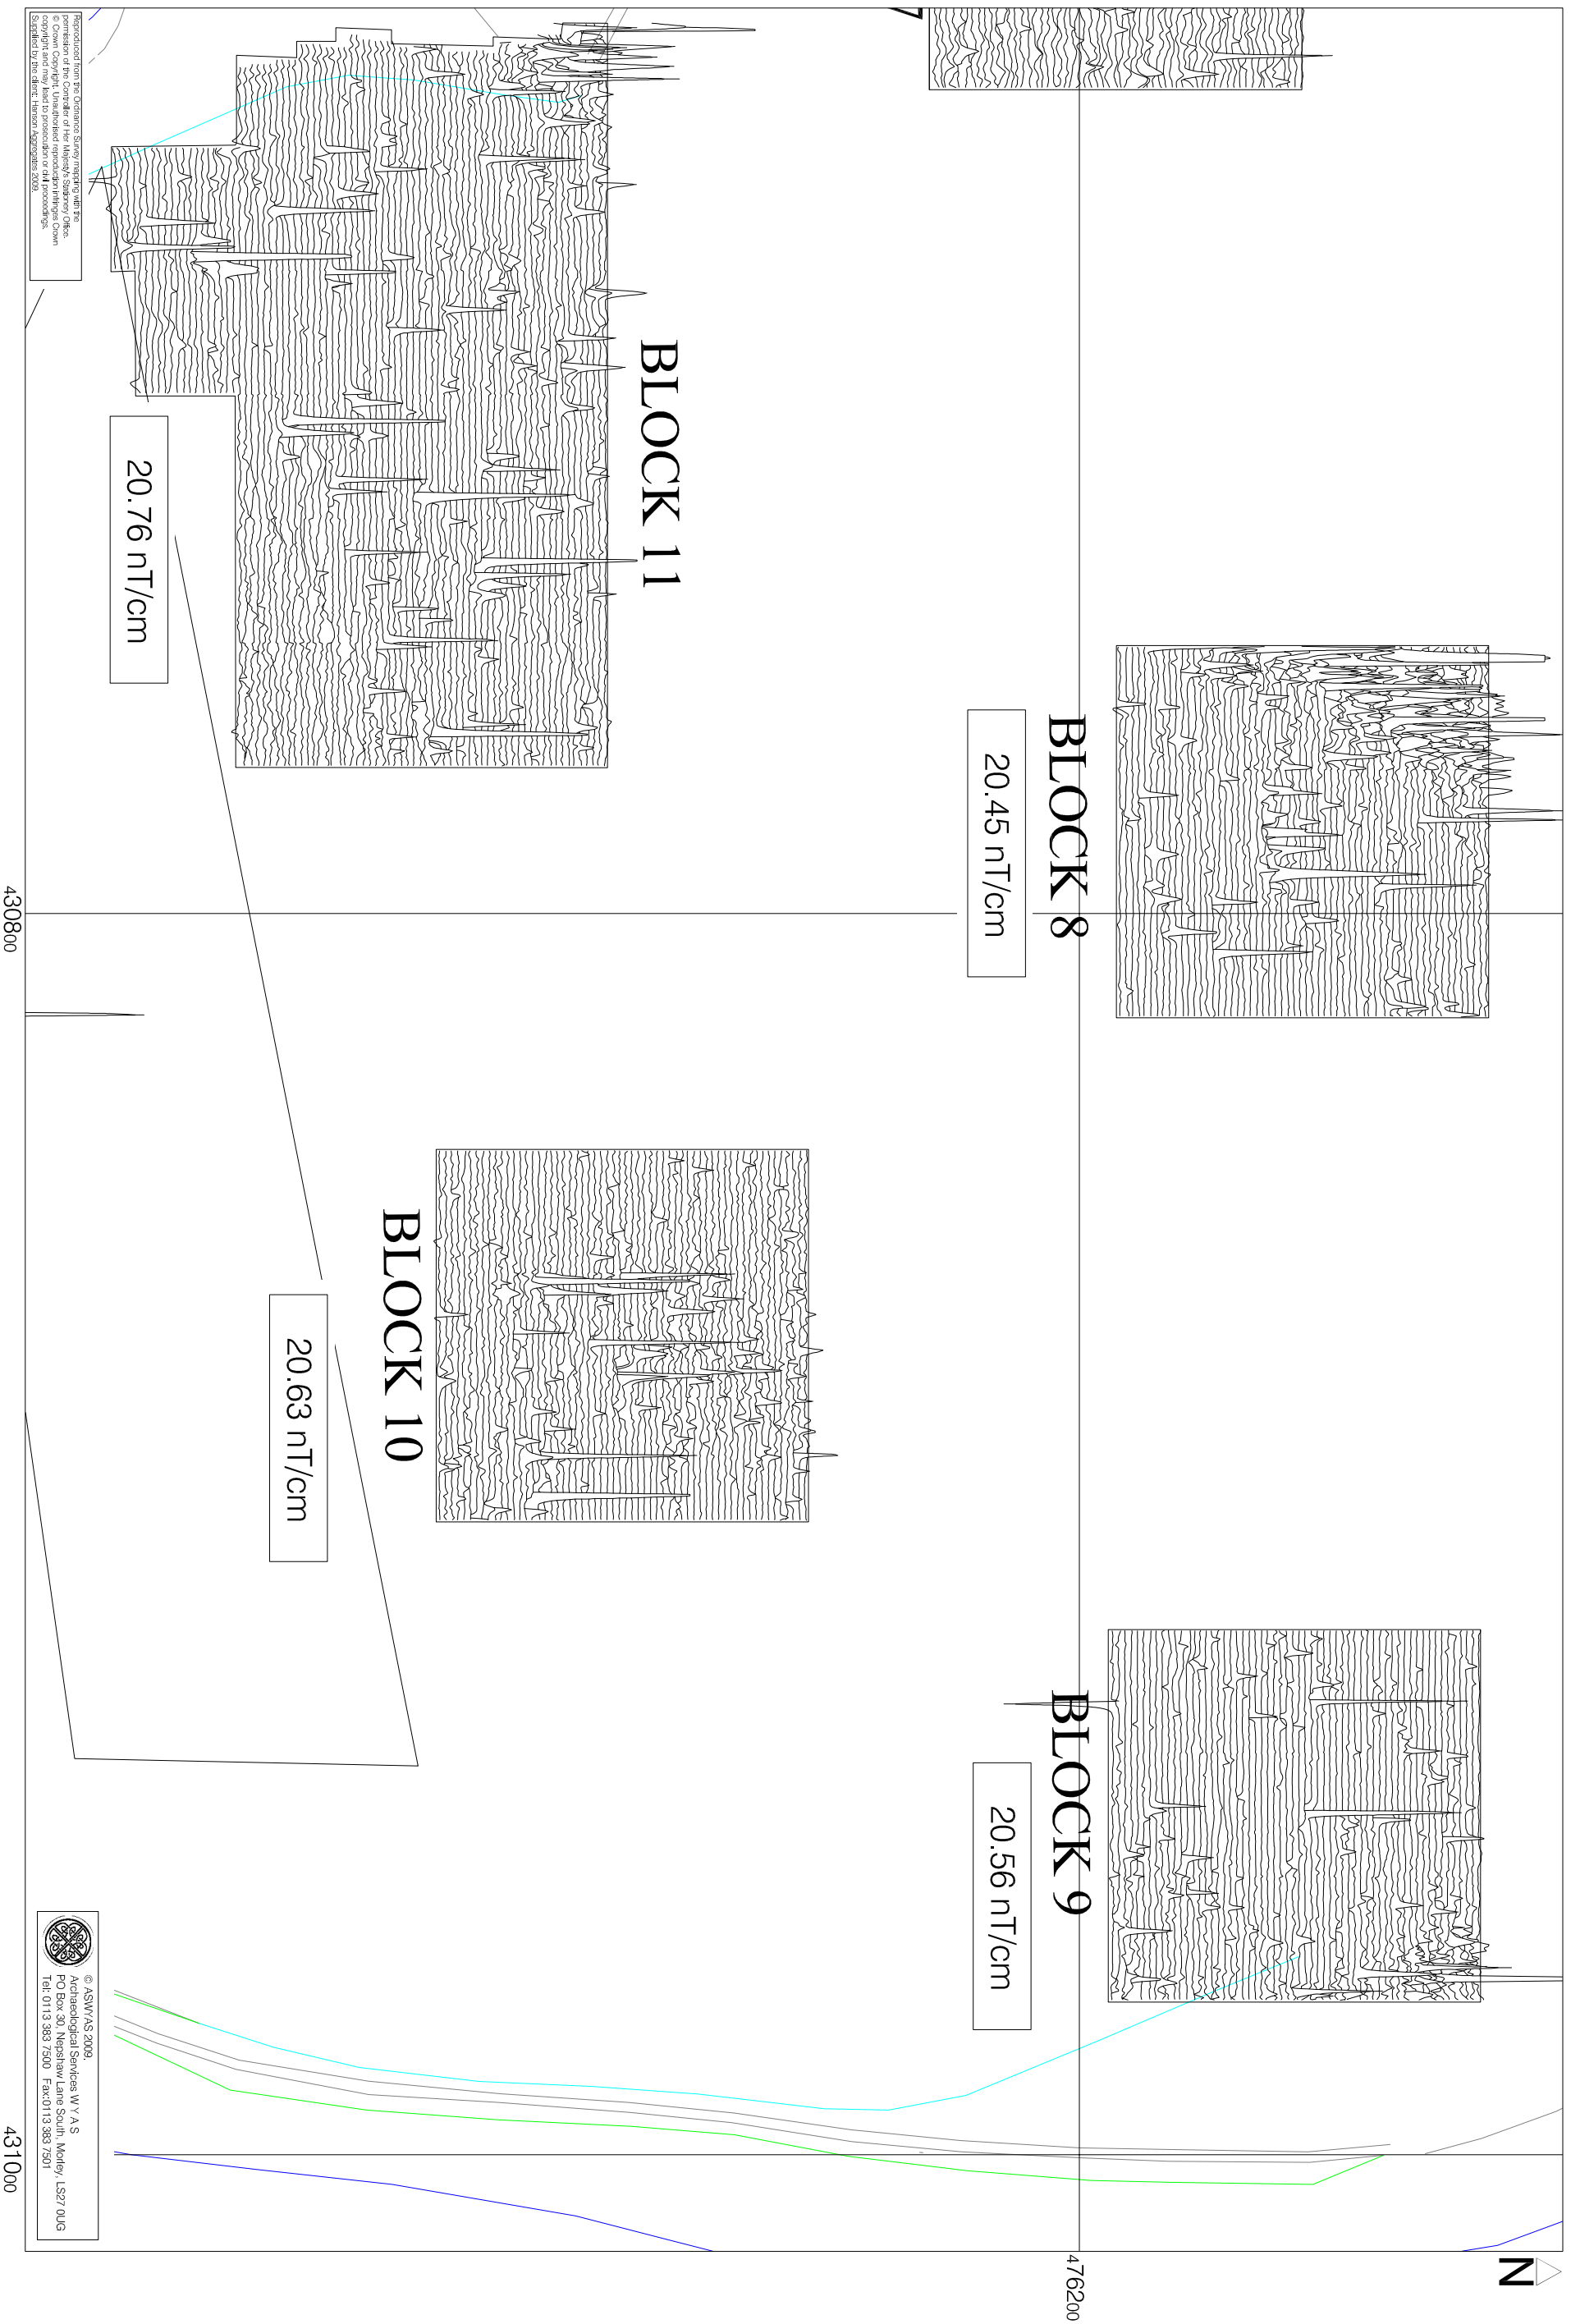 N
7
BLOCK 8
20.45 nT/cm
BLOCK 9
20.56 nT/cm
476200
BLOCK 11
20.76 nT/cm
BLOCK 10
20.63 nT/cm
Reproduced from the Ordnance Survey mapping with the
permission of the Controller of Her Majesty's Stationery Office.
© Crown Copyright. Unauthorised reproduction infringes Crown
copyright and may lead to prosecution or civil proceedings.
Supplied by the client: Hanson Aggregates 2009.
© ASWYAS 2009.
Archaeological Services W Y A S
PO Box 30, Nepshaw Lane South, Morley, LS27 0UG
Tel: 0113 383 7500 Fax:0113 383 7501
430800
431000